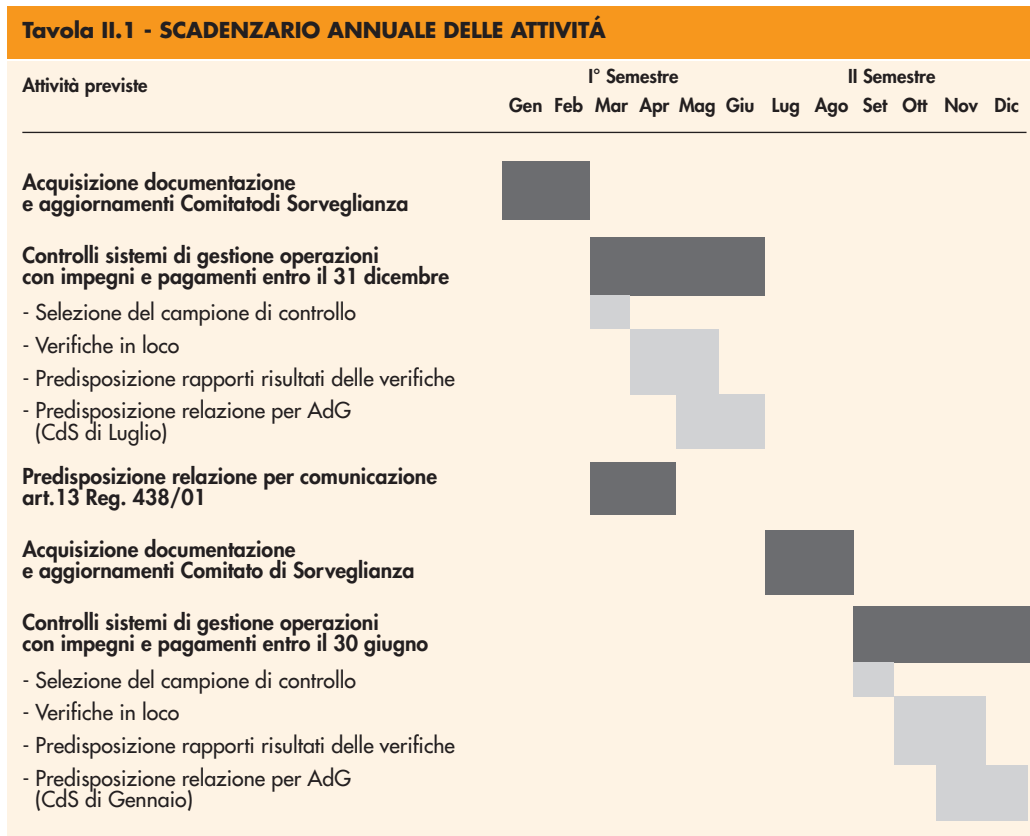 Tavola II.1 - SCADENZARIO ANNUALE DELLE ATTIVITÁ
Attività previste
I° Semestre II Semestre
Gen Feb Mar Apr Mag Giu Lug Ago Set Ott Nov Dic
Acquisizione documentazione
e aggiornamenti Comitatodi Sorveglianza
Controlli sistemi di gestione operazioni
con impegni e pagamenti entro il 31 dicembre
- Selezione del campione di controllo
- Verifiche in loco
- Predisposizione rapporti risultati delle verifiche
- Predisposizione relazione per AdG
(CdS di Luglio)
Predisposizione relazione per comunicazione
art.13 Reg. 438/01
Acquisizione documentazione
e aggiornamenti Comitato di Sorveglianza
Controlli sistemi di gestione operazioni
con impegni e pagamenti entro il 30 giugno
- Selezione del campione di controllo
- Verifiche in loco
- Predisposizione rapporti risultati delle verifiche
- Predisposizione relazione per AdG
(CdS di Gennaio)